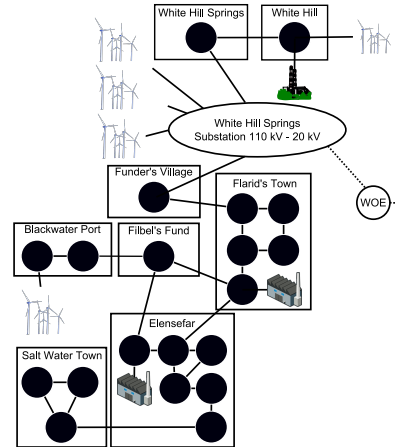 White Hill Springs
White Hill
White Hill Springs
Substation 110 kV - 20 kV
Funder's Village
Flarid's Town
WOE
Blackwater Port
Filbel's Fund
Elensefar
Salt Water Town